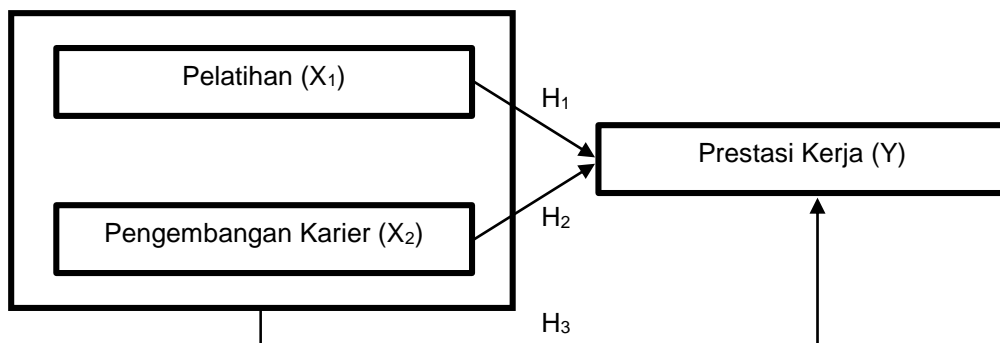 Pelatihan (X₁)
H₁
Prestasi Kerja (Y)
Pengembangan Karier (X₂)
H₂
H₃